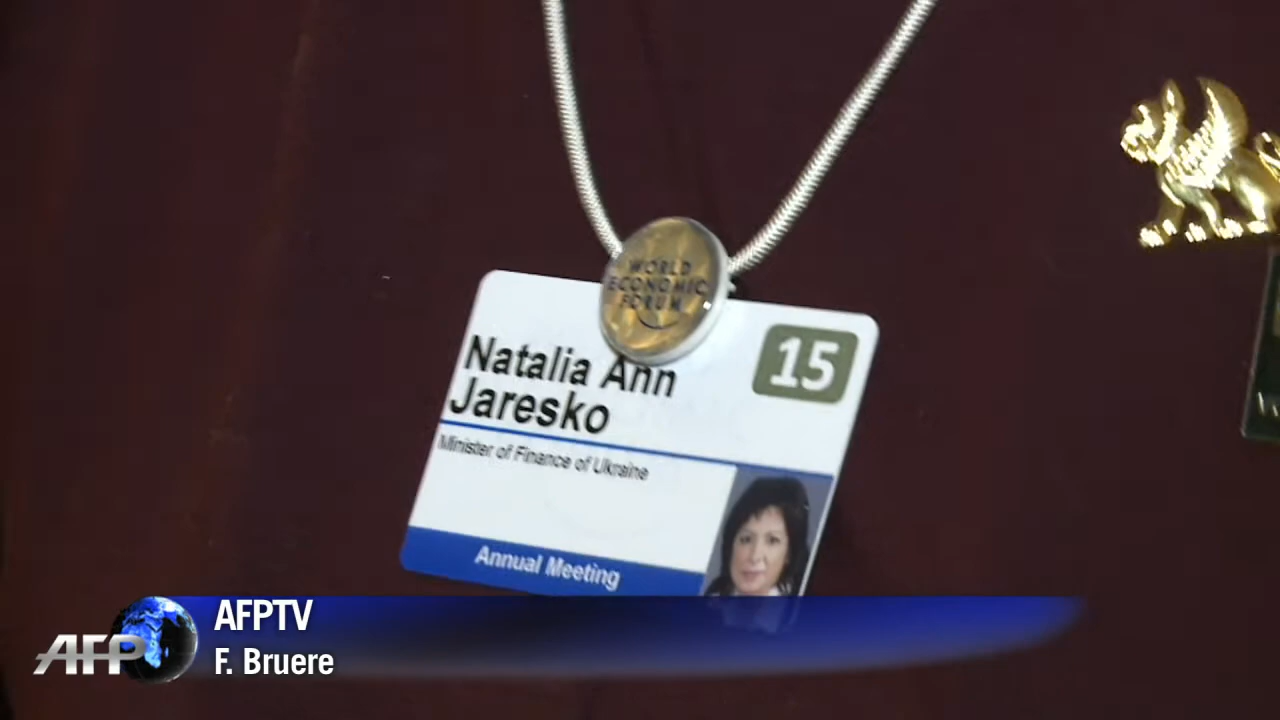 WORLD
ECONOMIC
FORUM
15
Natalia Ann
Jaresko
Minister of Finance of Ukraine
Annual Meeting
AFPTV
AFP
F. Bruere